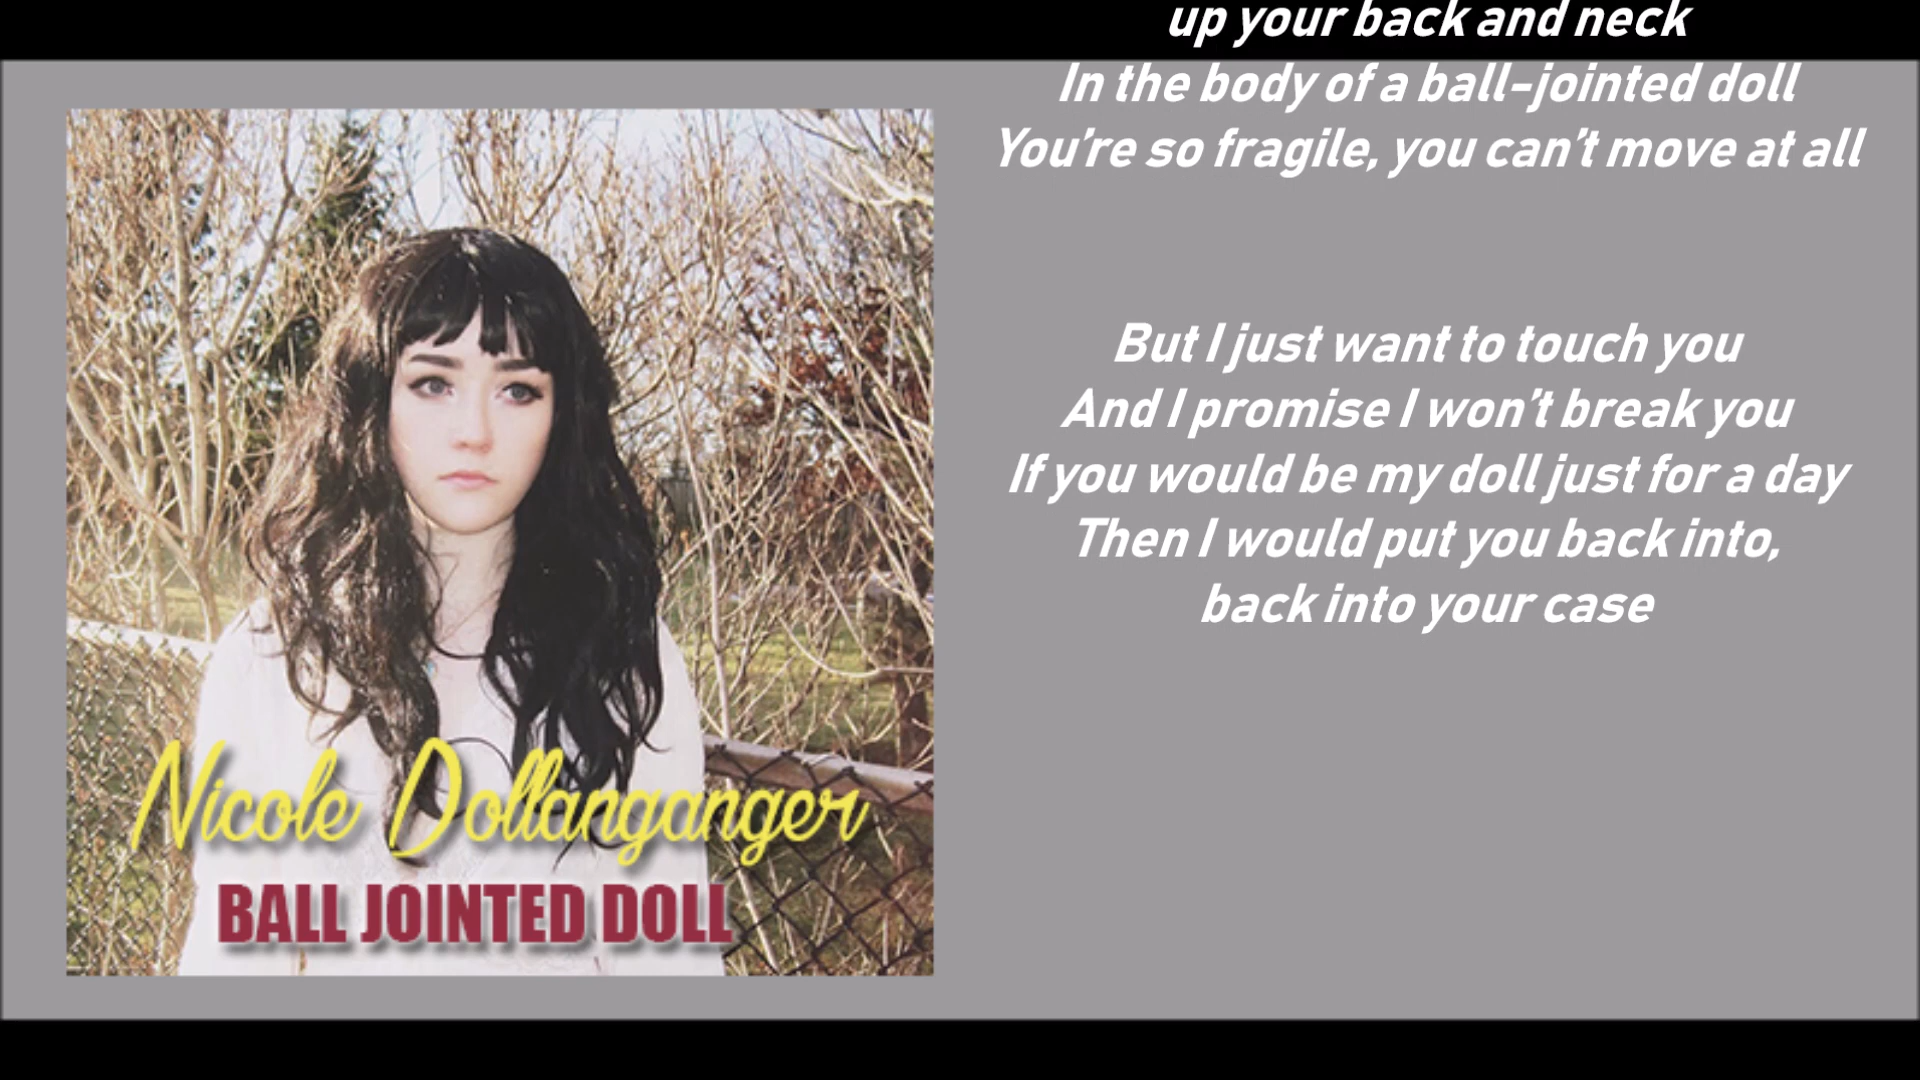 Nicole Dollanganger
BALL JOINTED DOLL
up your back and neck
In the body of a ball-jointed doll
You're so fragile, you can't move at all
But I just want to touch you
And I promise I won't break you
If you would be my doll just for a day
Then I would put you back into,
back into your case